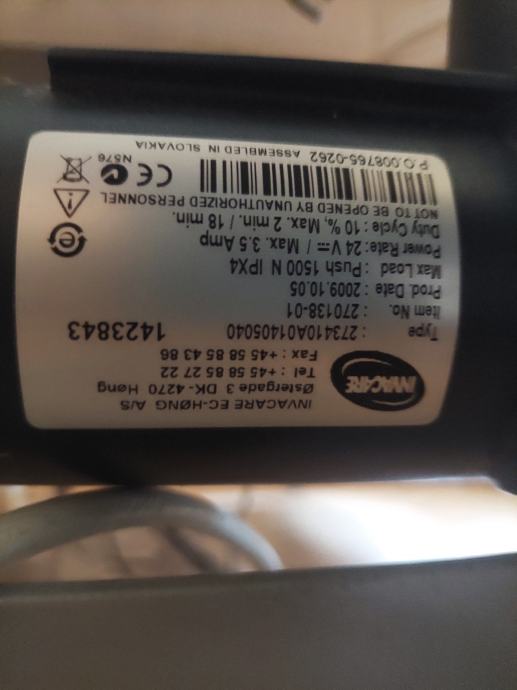 INVACARE
INVACARE EC-HØNG A/S
Østergade 3 DK-4270 Høng
Tel : +45 58 85 27 22
Fax : +45 58 85 43 86
Type : 273410A01405040 1423843
Item No. : 270138-01
Prod. Date : 2009.10.05
Max Load : Push 1500 N IPX4
Power Rate: 24 V ⎓ / Max. 3.5 Amp
Duty Cycle : 10 %, Max. 2 min. / 18 min.
NOT TO BE OPENED BY UNAUTHORIZED PERSONNEL
CE
N576
P.O.008765-0262 ASSEMBLED IN SLOVAKIA